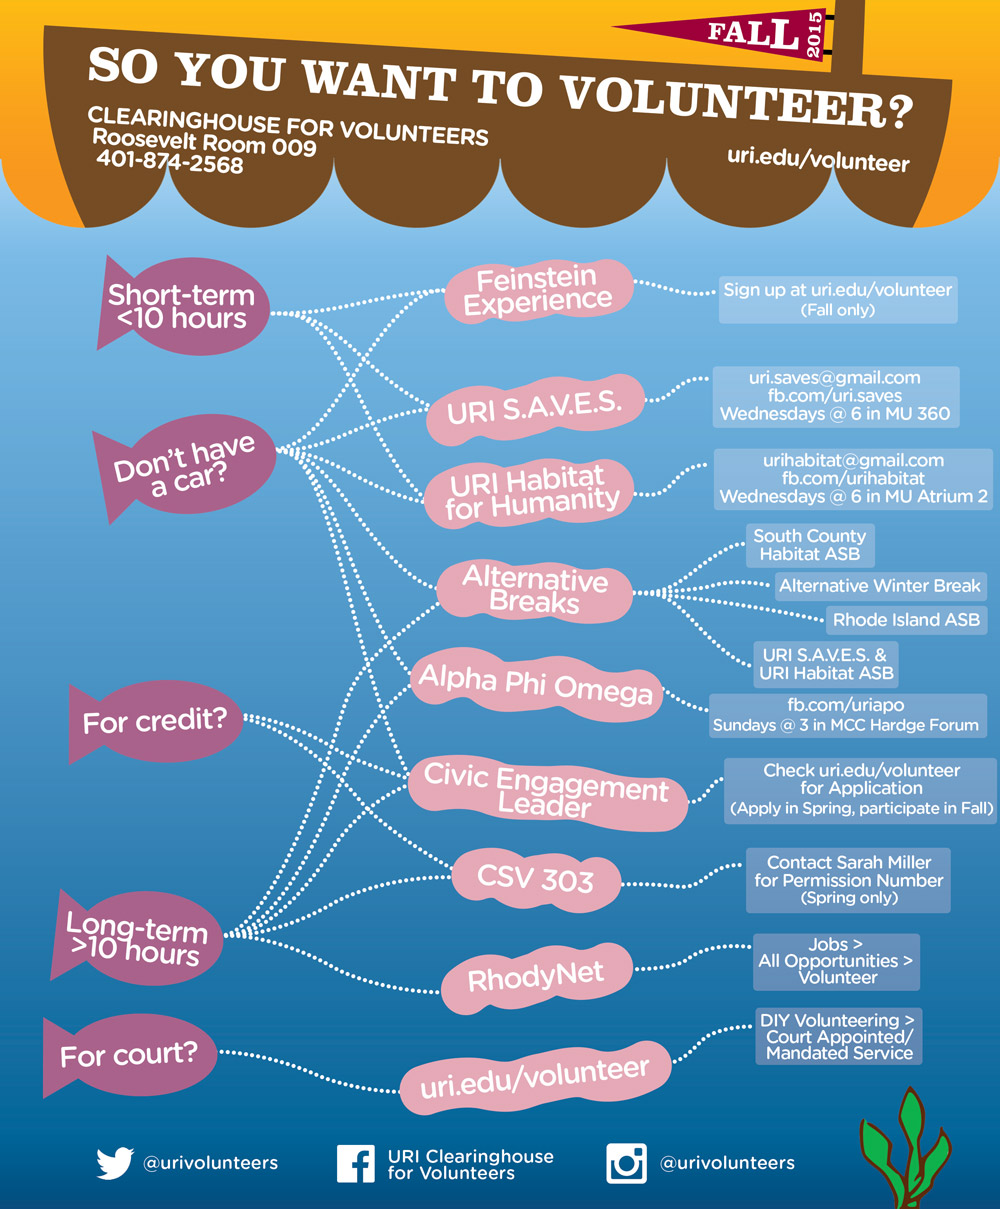 FALL
2015
SO YOU WANT TO VOLUNTEER?
CLEARINGHOUSE FOR VOLUNTEERS
Roosevelt Room 009
401-874-2568
uri.edu/volunteer
Short-term
<10 hours
Don't have
a car?
For credit?
Long-term
>10 hours
For court?
Feinstein
Experience
Sign up at uri.edu/volunteer
(Fall only)
URI S.A.V.E.S.
uri.saves@gmail.com
fb.com/uri.saves
Wednesdays @ 6 in MU 360
URI Habitat
for Humanity
urihabitat@gmail.com
fb.com/urihabitat
Wednesdays @ 6 in MU Atrium 2
Alternative
Breaks
South County
Habitat ASB
Alternative Winter Break
Rhode Island ASB
URI S.A.V.E.S. &
URI Habitat ASB
Alpha Phi Omega
fb.com/uriapo
Sundays @ 3 in MCC Hardge Forum
Civic Engagement
Leader
Check uri.edu/volunteer
for Application
(Apply in Spring, participate in Fall)
CSV 303
Contact Sarah Miller
for Permission Number
(Spring only)
RhodyNet
Jobs >
All Opportunities >
Volunteer
uri.edu/volunteer
DIY Volunteering >
Court Appointed/
Mandated Service
@urivolunteers
URI Clearinghouse
for Volunteers
@urivolunteers